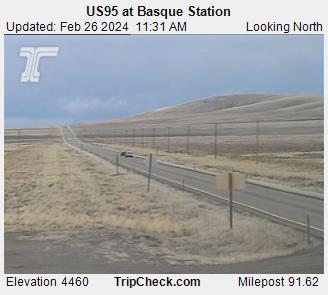 US95 at Basque Station
Updated: Feb 26 2024 11:31 AM Looking North
Elevation 4460 TripCheck.com Milepost 91.62